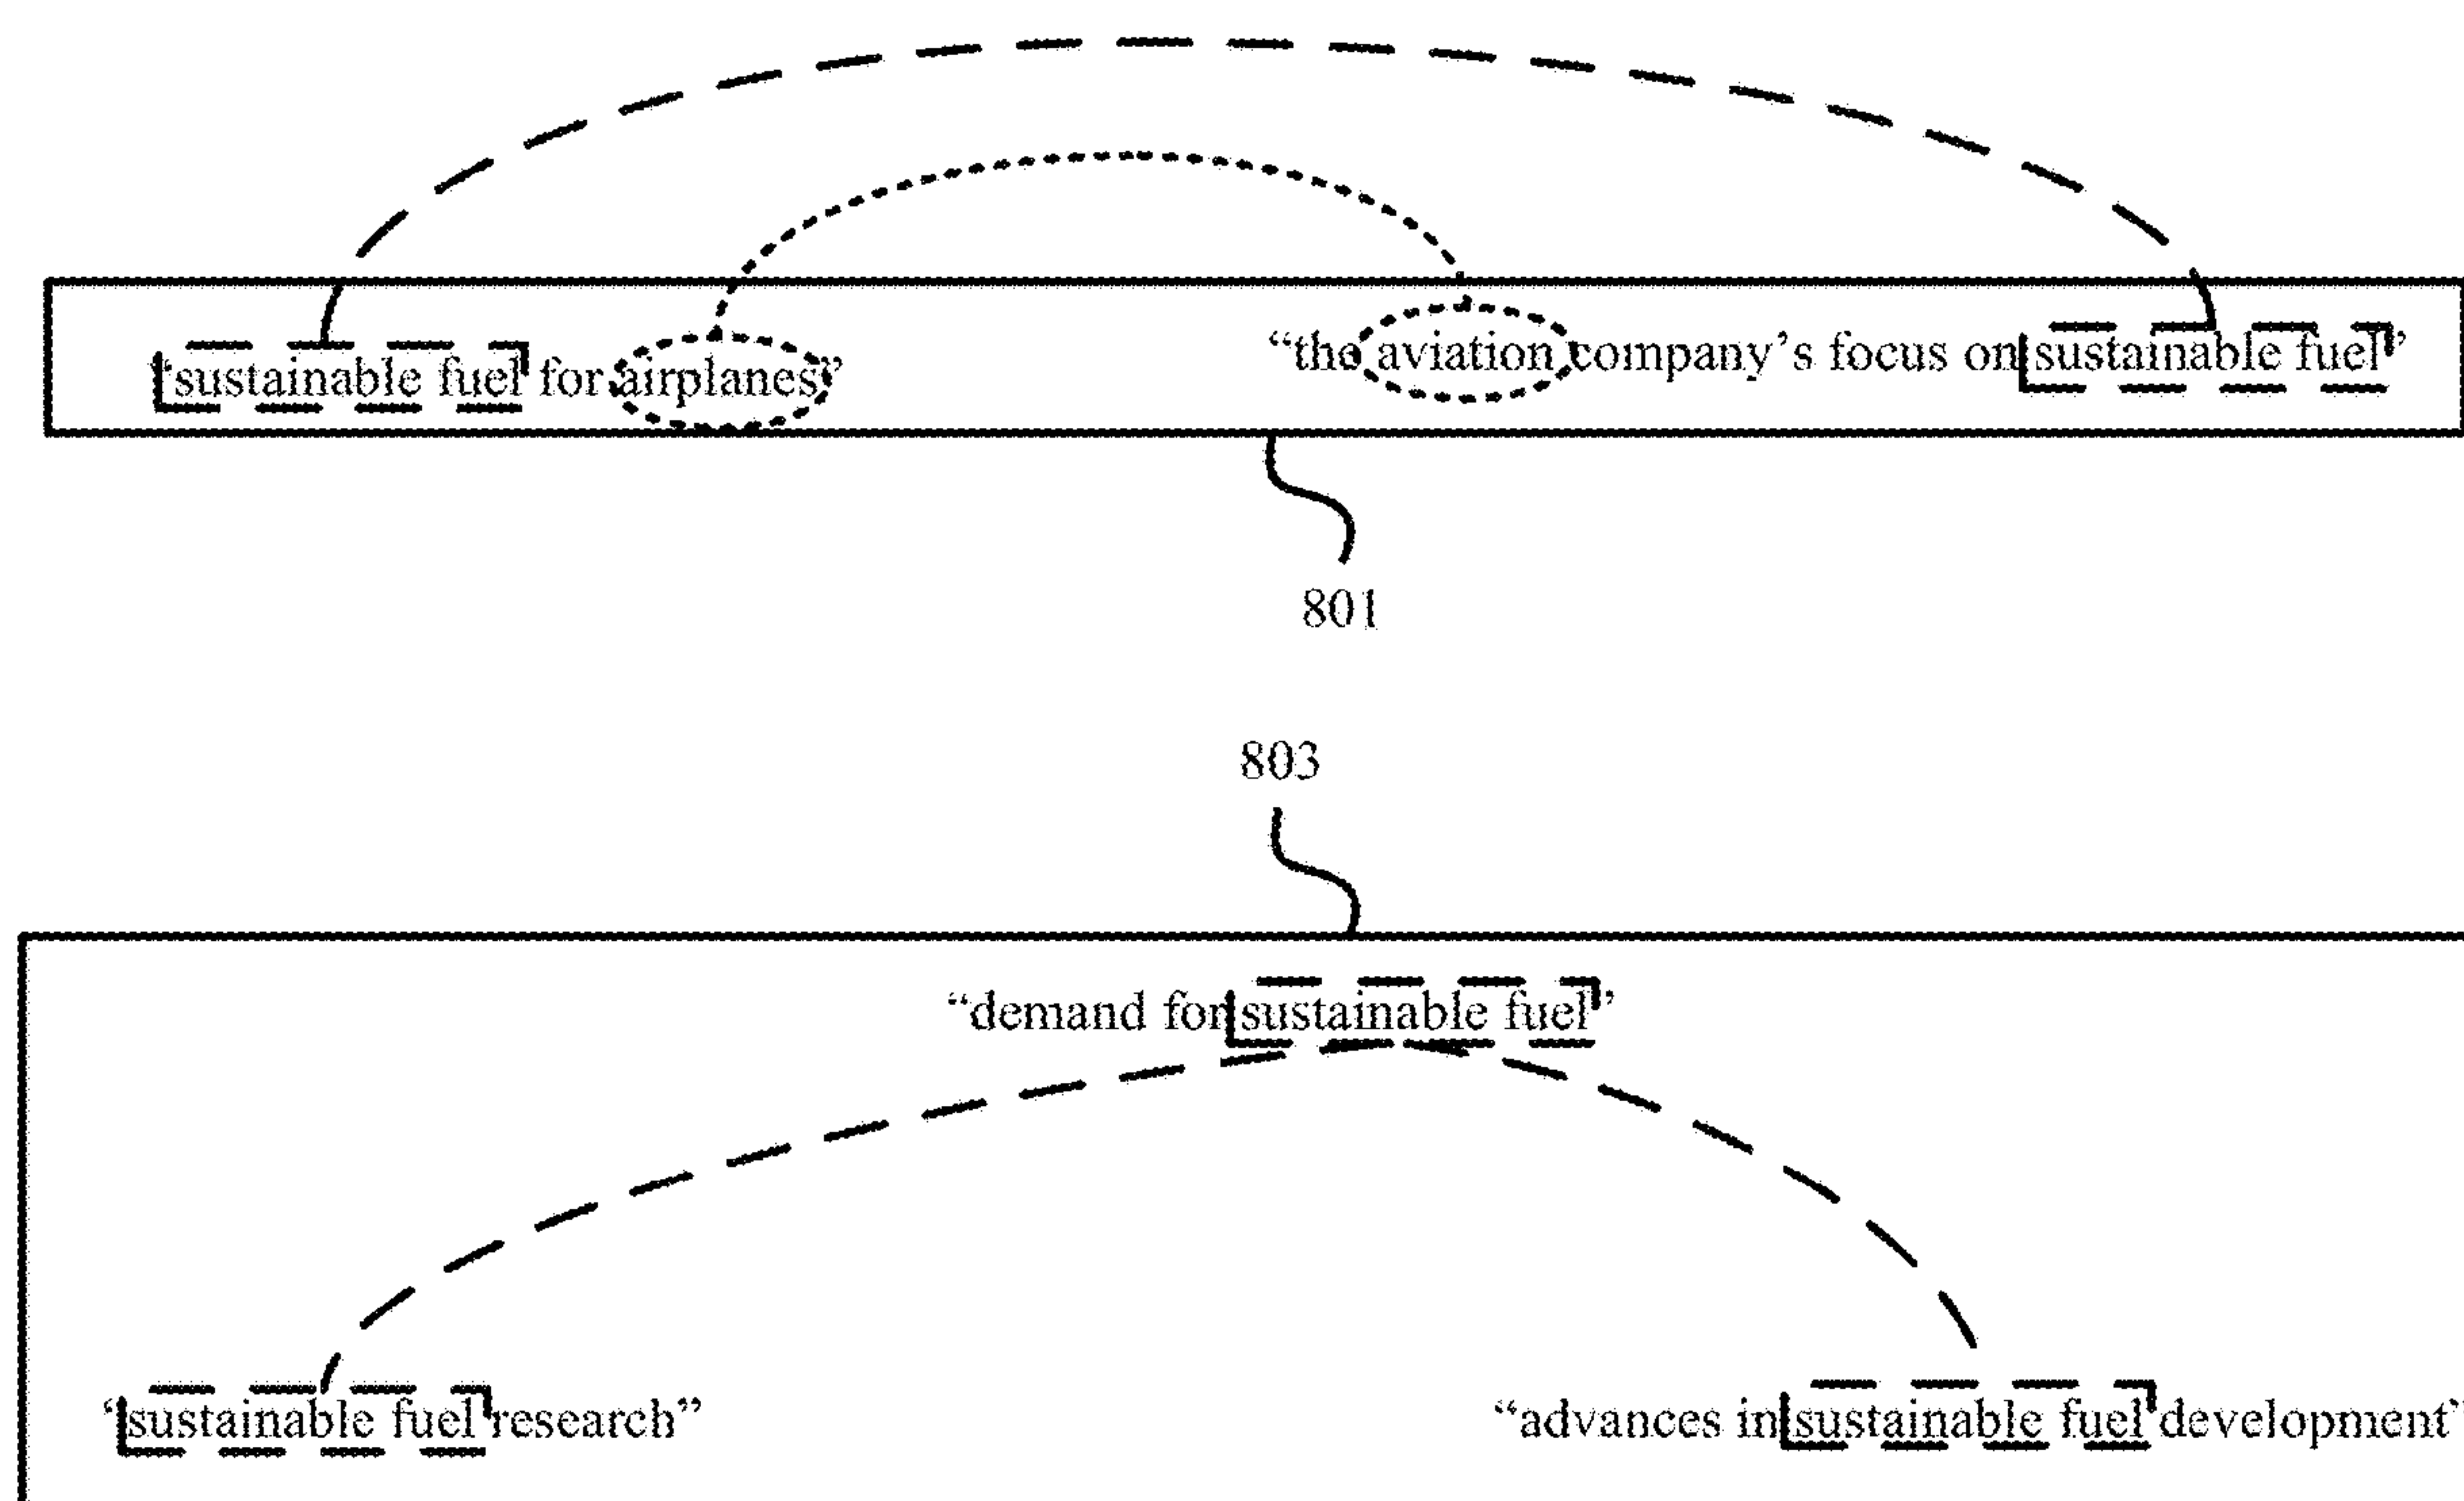 “sustainable fuel for airplanes”
“the aviation company’s focus on sustainable fuel”
801
803
“demand for sustainable fuel”
“sustainable fuel research”
“advances in sustainable fuel development”